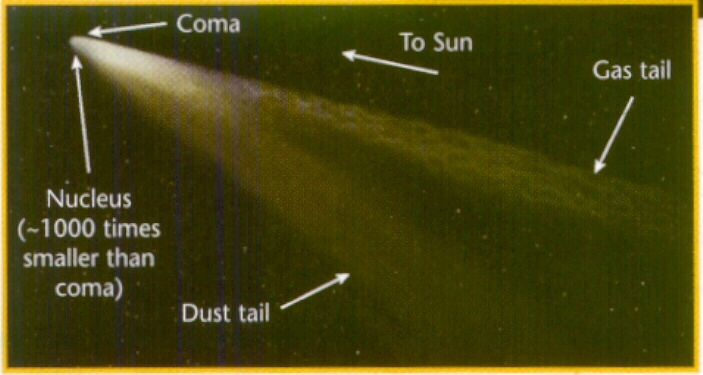 Coma
To Sun
Gas tail
Nucleus
(~1000 times
smaller than
coma)
Dust tail